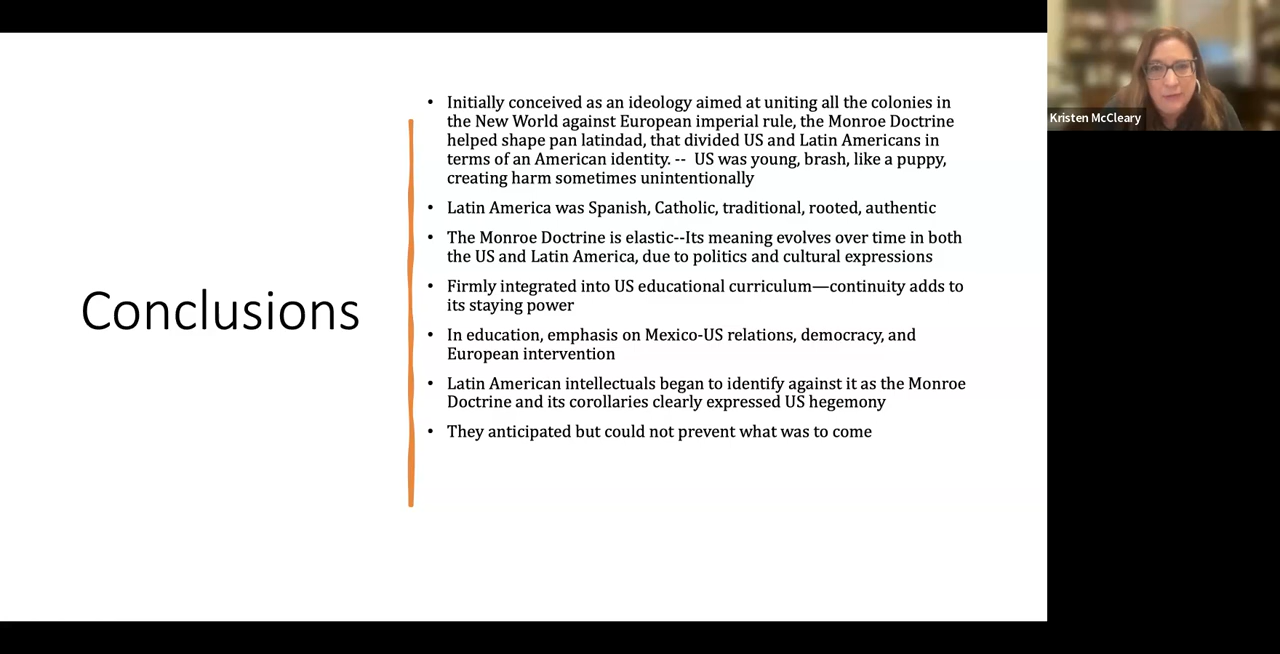 Conclusions
• Initially conceived as an ideology aimed at uniting all the colonies in
the New World against European imperial rule, the Monroe Doctrine
helped shape pan latindad, that divided US and Latin Americans in
terms of an American identity. -- US was young, brash, like a puppy,
creating harm sometimes unintentionally
• Latin America was Spanish, Catholic, traditional, rooted, authentic
• The Monroe Doctrine is elastic--Its meaning evolves over time in both
the US and Latin America, due to politics and cultural expressions
• Firmly integrated into US educational curriculum—continuity adds to
its staying power
• In education, emphasis on Mexico-US relations, democracy, and
European intervention
• Latin American intellectuals began to identify against it as the Monroe
Doctrine and its corollaries clearly expressed US hegemony
• They anticipated but could not prevent what was to come
Kristen McCleary